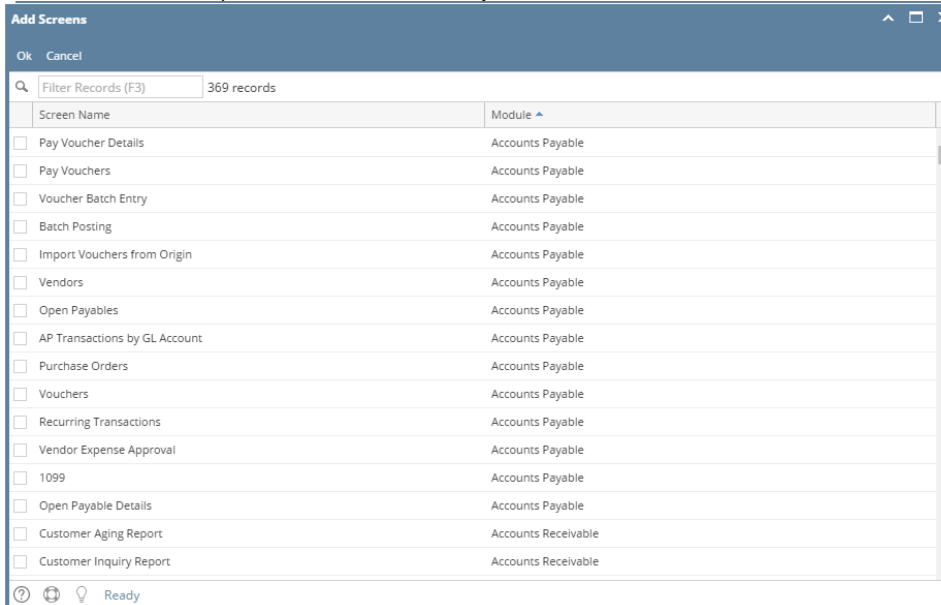 Add Screens
Ok Cancel
Filter Records (F3) 369 records
Screen Name Module
Pay Voucher Details Accounts Payable
Pay Vouchers Accounts Payable
Voucher Batch Entry Accounts Payable
Batch Posting Accounts Payable
Import Vouchers from Origin Accounts Payable
Vendors Accounts Payable
Open Payables Accounts Payable
AP Transactions by GL Account Accounts Payable
Purchase Orders Accounts Payable
Vouchers Accounts Payable
Recurring Transactions Accounts Payable
Vendor Expense Approval Accounts Payable
1099 Accounts Payable
Open Payable Details Accounts Payable
Customer Aging Report Accounts Receivable
Customer Inquiry Report Accounts Receivable
Ready